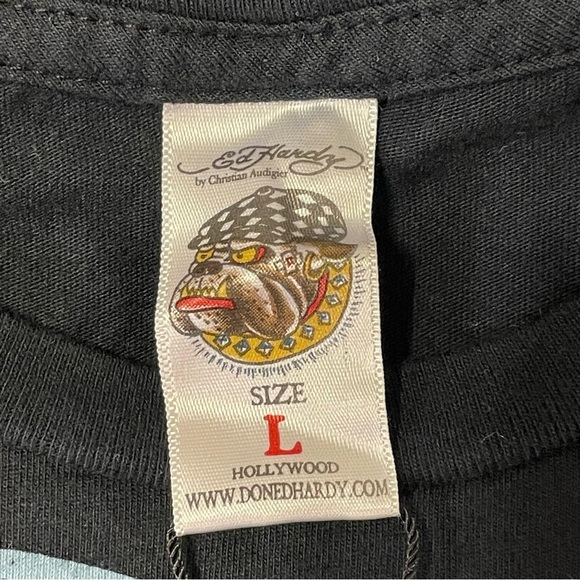 Ed Hardy
by Christian Audigier
SIZE
L
HOLLYWOOD
WWW.DONEDHARDY.COM